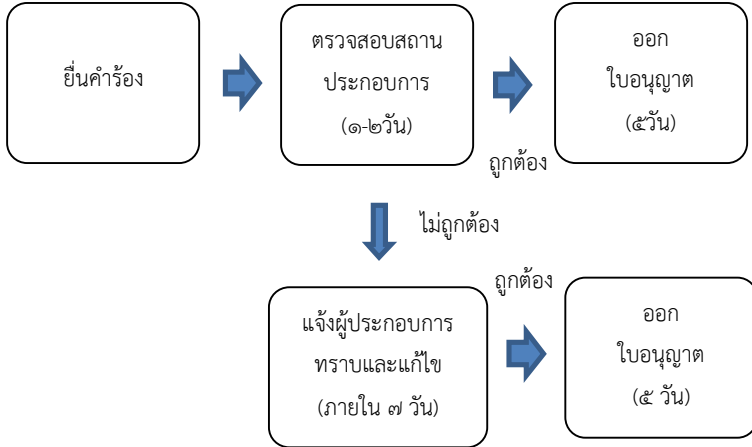 ยื่นคำร้อง
ตรวจสอบสถาน
ประกอบการ
(๑-๒วัน)
ออก
ใบอนุญาต
(๕วัน)
ถูกต้อง
ไม่ถูกต้อง
แจ้งผู้ประกอบการ
ทราบและแก้ไข
(ภายใน ๗ วัน)
ถูกต้อง
ออก
ใบอนุญาต
(๕ วัน)